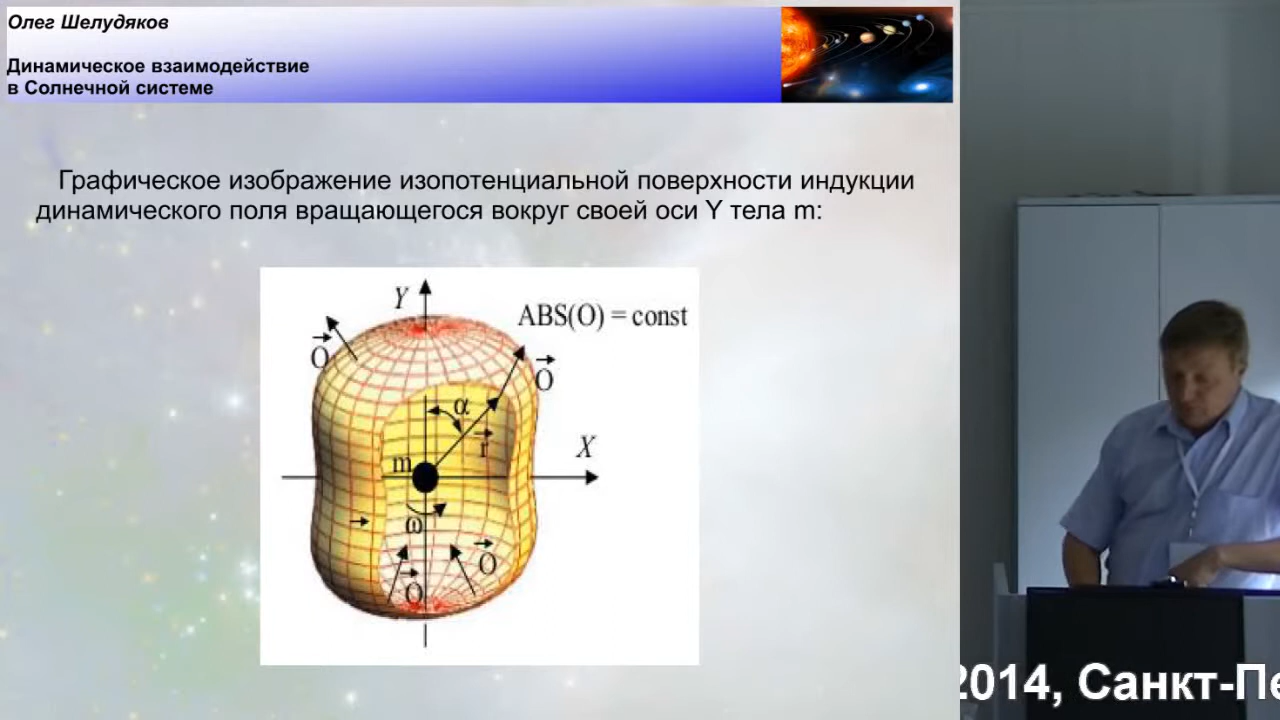 Олег Шелудяков
Динамическое взаимодействие
в Солнечной системе
Графическое изображение изопотенциальной поверхности индукции
динамического поля вращающегося вокруг своей оси Y тела m:
Y
ABS(O) = const
O
O
α
r
X
m
ω
O
O
2014, Санкт-Пе